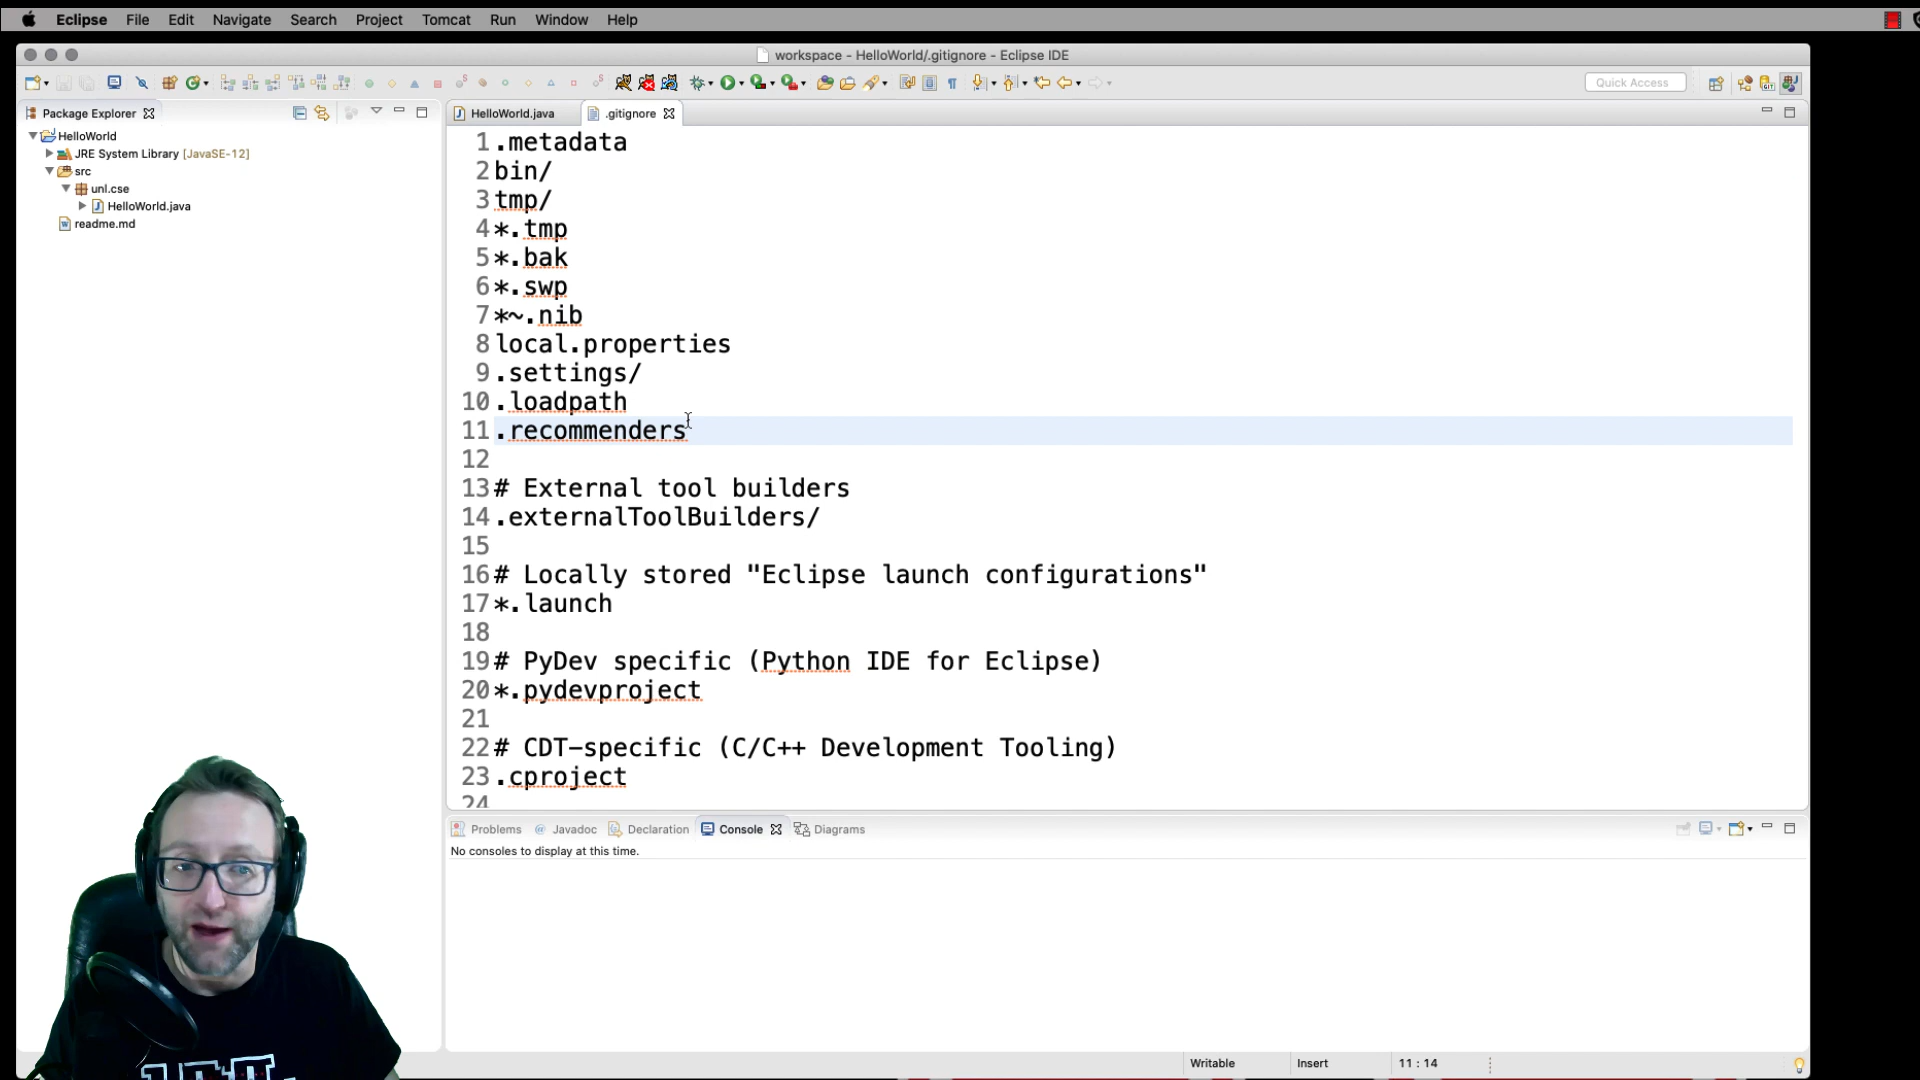 Eclipse File Edit Navigate Search Project Tomcat Run Window Help
workspace - HelloWorld/.gitignore - Eclipse IDE
Quick Access
Package Explorer
HelloWorld
JRE System Library [JavaSE-12]
src
unl.cse
HelloWorld.java
readme.md
HelloWorld.java
.gitignore
1 .metadata
2 bin/
3 tmp/
4 *.tmp
5 *.bak
6 *.swp
7 *~.nib
8 local.properties
9 .settings/
10 .loadpath
11 .recommenders
12
13 # External tool builders
14 .externalToolBuilders/
15
16 # Locally stored "Eclipse launch configurations"
17 *.launch
18
19 # PyDev specific (Python IDE for Eclipse)
20 *.pydevproject
21
22 # CDT-specific (C/C++ Development Tooling)
23 .cproject
24
Problems @ Javadoc Declaration Console Diagrams
No consoles to display at this time.
Writable Insert 11 : 14